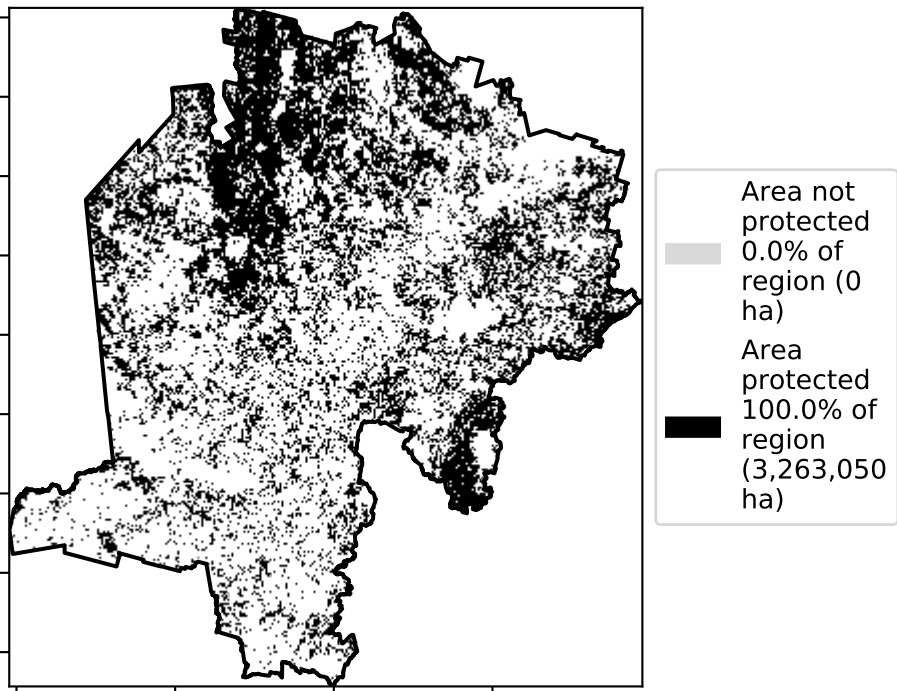 Area not
protected
0.0% of
region (0
ha)
Area
protected
100.0% of
region
(3,263,050
ha)